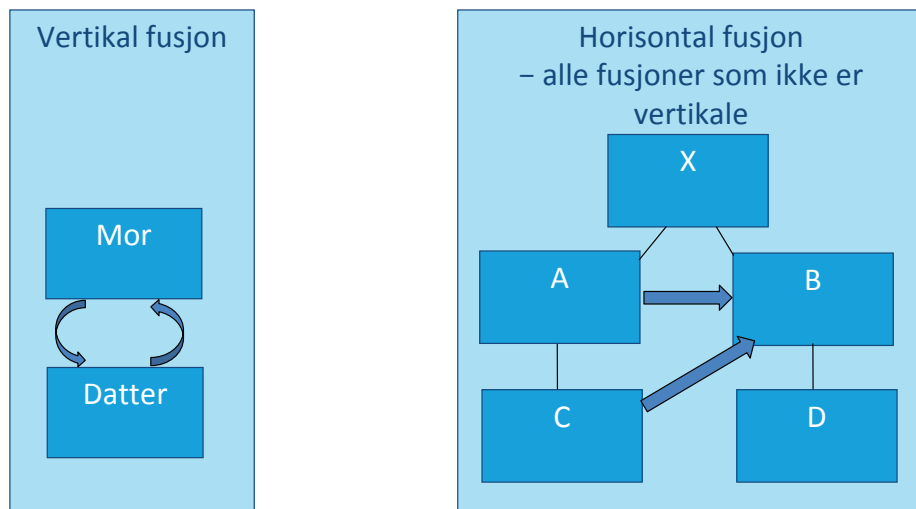 Vertikal fusjon
Mor
Datter
Horisontal fusjon
– alle fusjoner som ikke er
vertikale
X
A
B
C
D